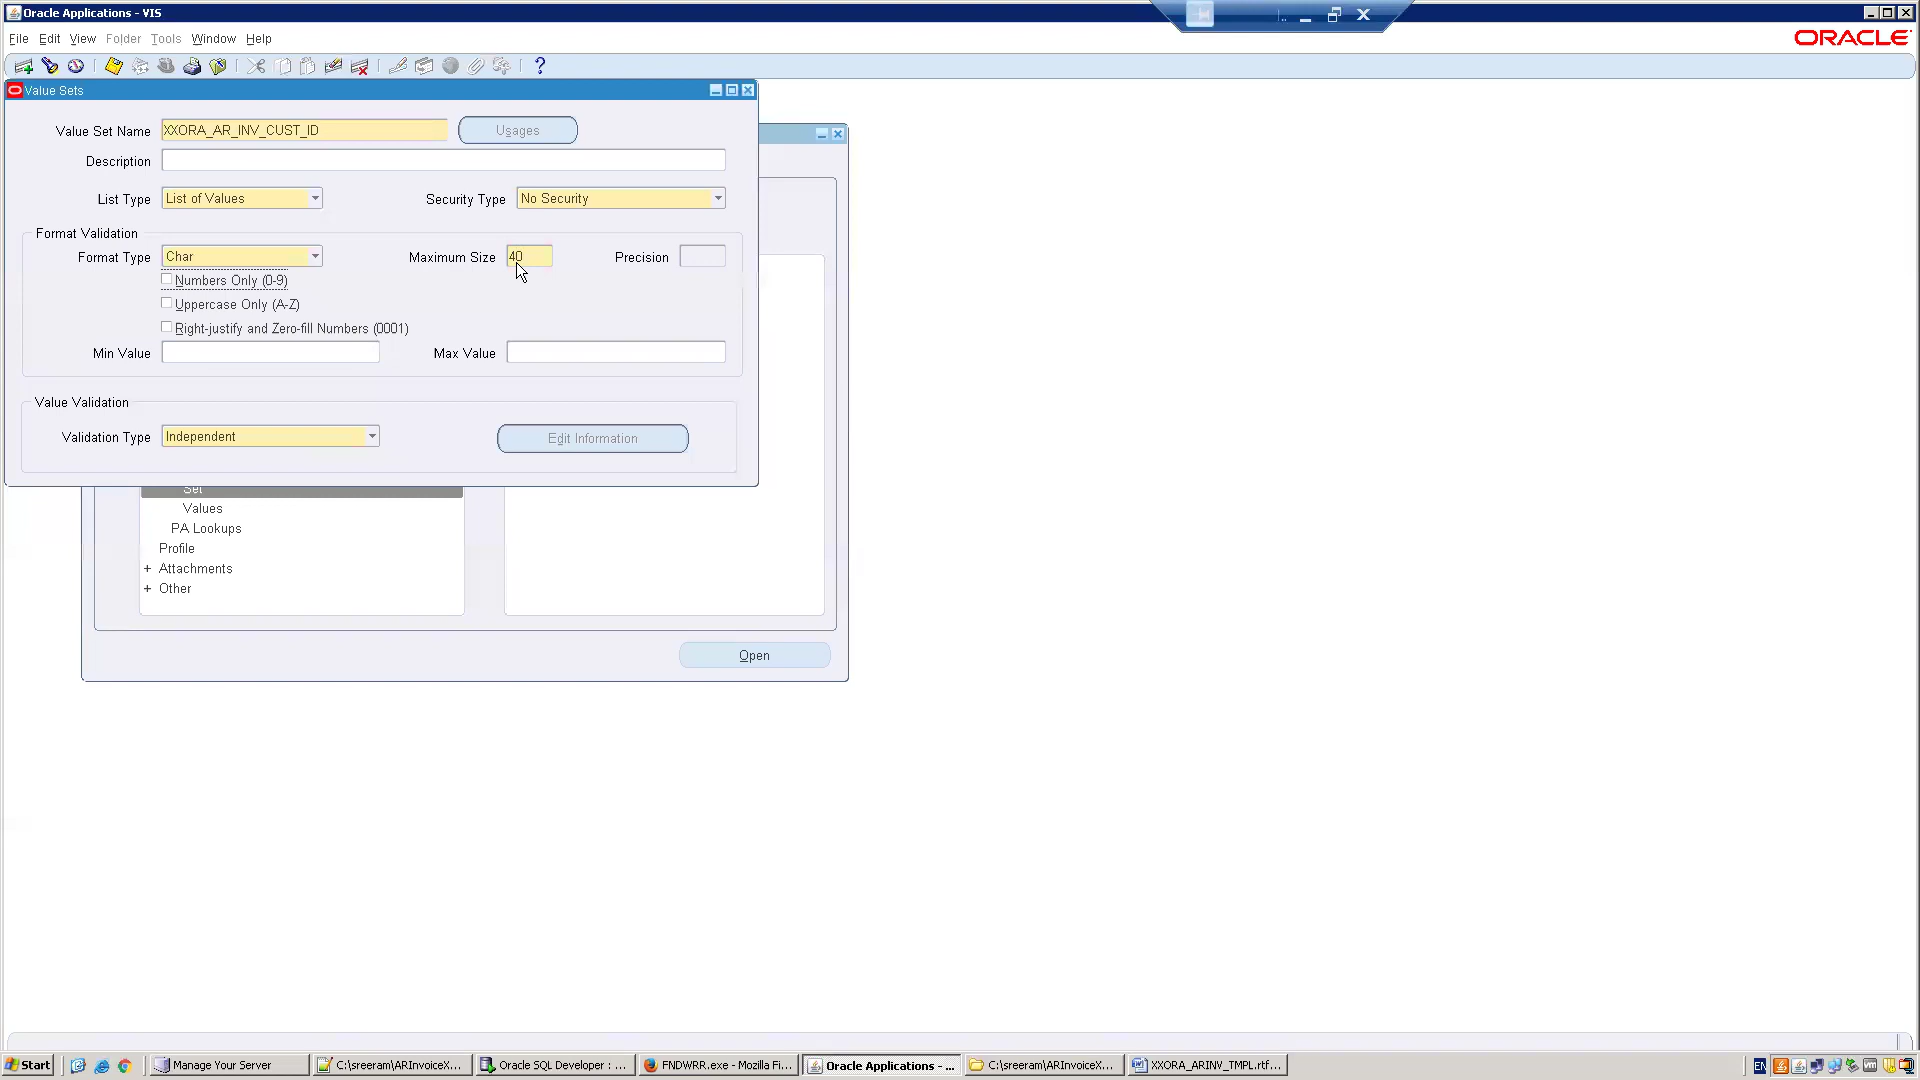 Oracle Applications - VIS
File Edit View Folder Tools Window Help
ORACLE
Value Sets
Value Set Name XXORA_AR_INV_CUST_ID Usages
Description
List Type List of Values Security Type No Security
Format Validation
Format Type Char Maximum Size 40 Precision
Numbers Only (0-9)
Uppercase Only (A-Z)
Right-justify and Zero-fill Numbers (0001)
Min Value Max Value
Value Validation
Validation Type Independent Edit Information
Set
Values
PA Lookups
Profile
+ Attachments
+ Other
Open
Start Manage Your Server C:\sreeram\ARInvoiceX... Oracle SQL Developer : ... FNDWRR.exe - Mozilla Fi... Oracle Applications - ... C:\sreeram\ARInvoiceX... XXORA_ARINV_TMPL.rtf... EN